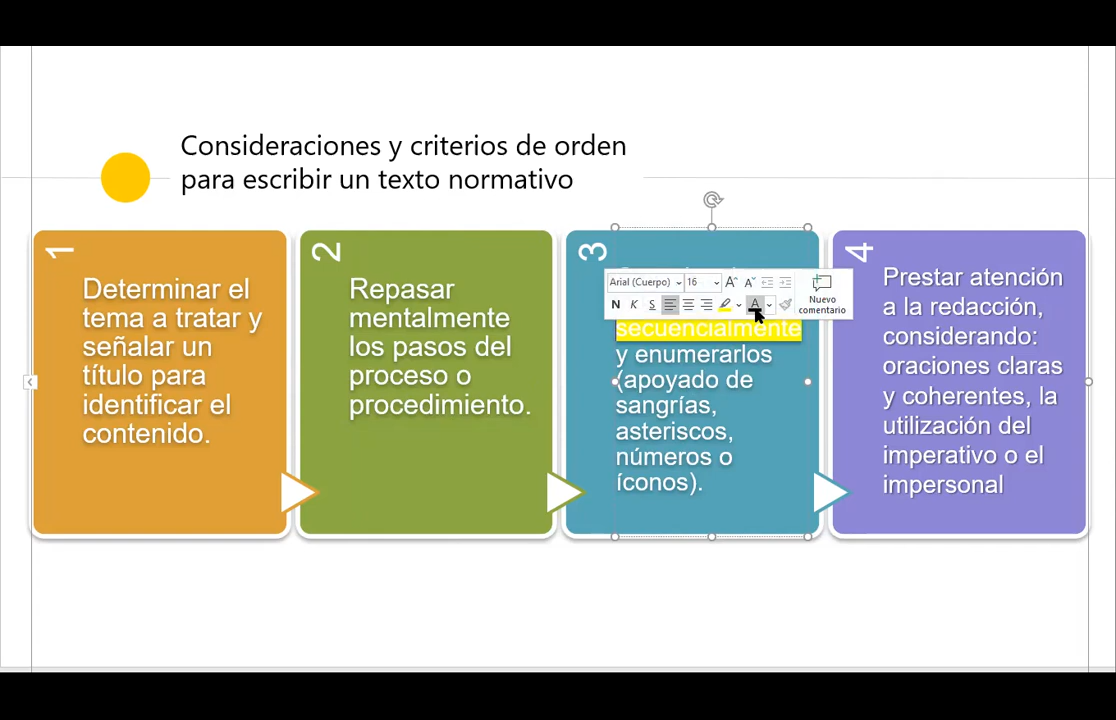 Consideraciones y criterios de orden
para escribir un texto normativo
1
Determinar el
tema a tratar y
señalar un
título para
identificar el
contenido.
2
Repasar
mentalmente
los pasos del
proceso o
procedimiento.
3
Arial (Cuerpo) 16 A A
N K S A
Nuevo
comentario
secuencialmente
y enumerarlos
(apoyado de
sangrías,
asteriscos,
números o
íconos).
4
Prestar atención
a la redacción,
considerando:
oraciones claras
y coherentes, la
utilización del
imperativo o el
impersonal